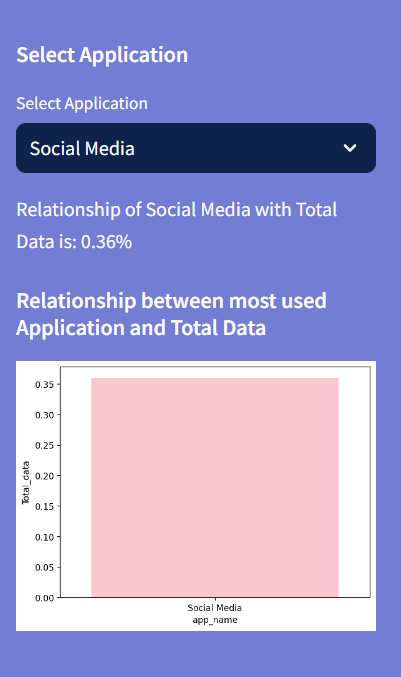 Select Application
Select Application
Social Media
Relationship of Social Media with Total
Data is: 0.36%
Relationship between most used
Application and Total Data
0.35
0.30
0.25
0.20
0.15
0.10
0.05
0.00
Total_data
Social Media
app_name